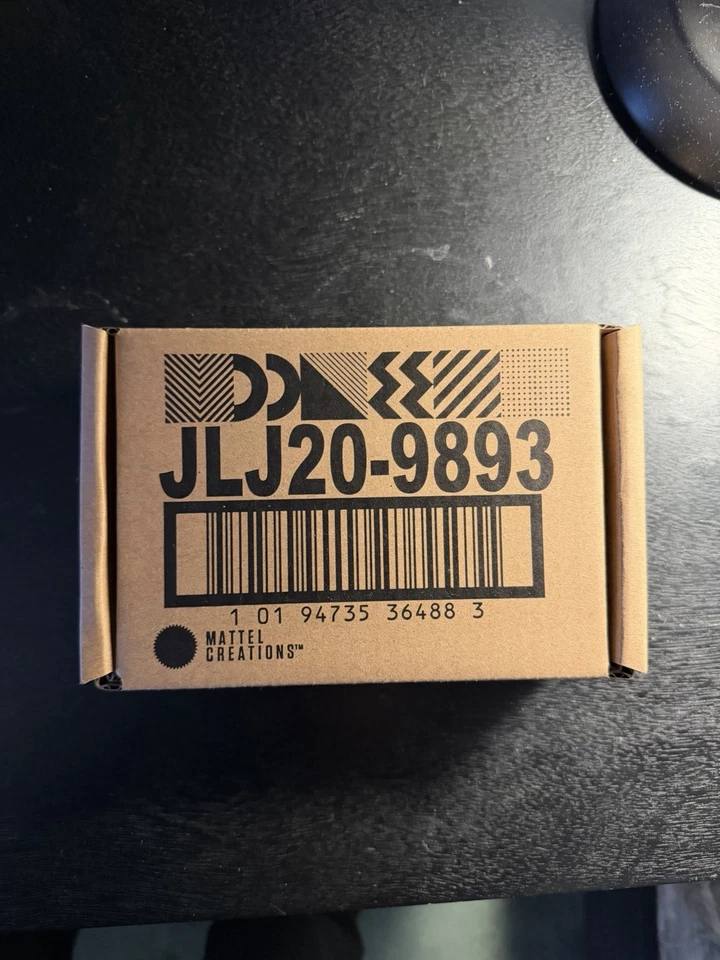 JLJ20-9893
1 01 94735 36488 3
MATTEL
CREATIONS™